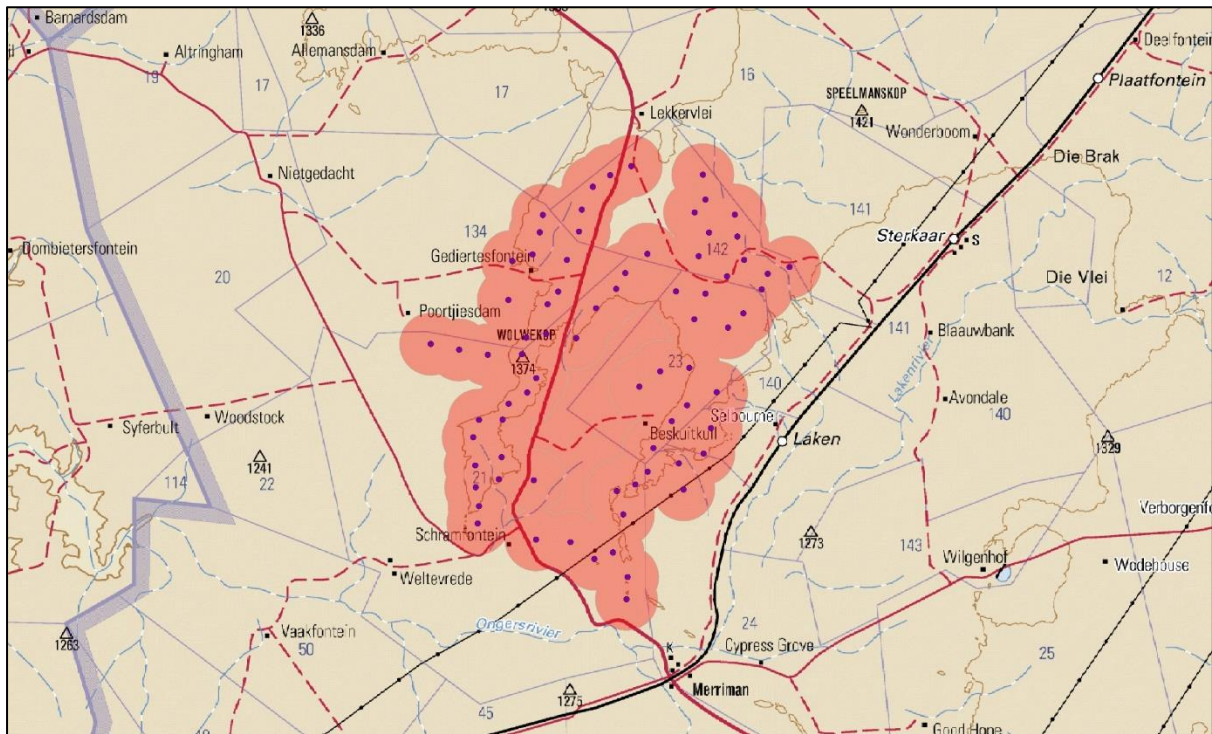 Barnardsdam
1336
Deelfontein
Altringham
Allemansdam
19
17
17
16
Plaatfontein
SPEELMANSKOP
1421
Lekkervlei
Wonderboom
Die Brak
Nietgedacht
134
141
Sterkaar
S
Dombietersfontein
Gediertesfontein
142
20
Die Vlei
12
Poortjiesdam
WOLWEKOP
1374
141
Blaauwbank
23
140
Lakenrivier
Avondale
140
Woodstock
Syferbult
Selbourne
Beskuitkuil
Laken
1241
1329
114
22
21
Verborgenf
Schramfontein
1273
143
Wilgenhof
Wodehouse
Weltevrede
Ongersrivier
24
Vaakfontein
1263
50
K
Cypress Grove
25
Merriman
1275
45
Good Hope